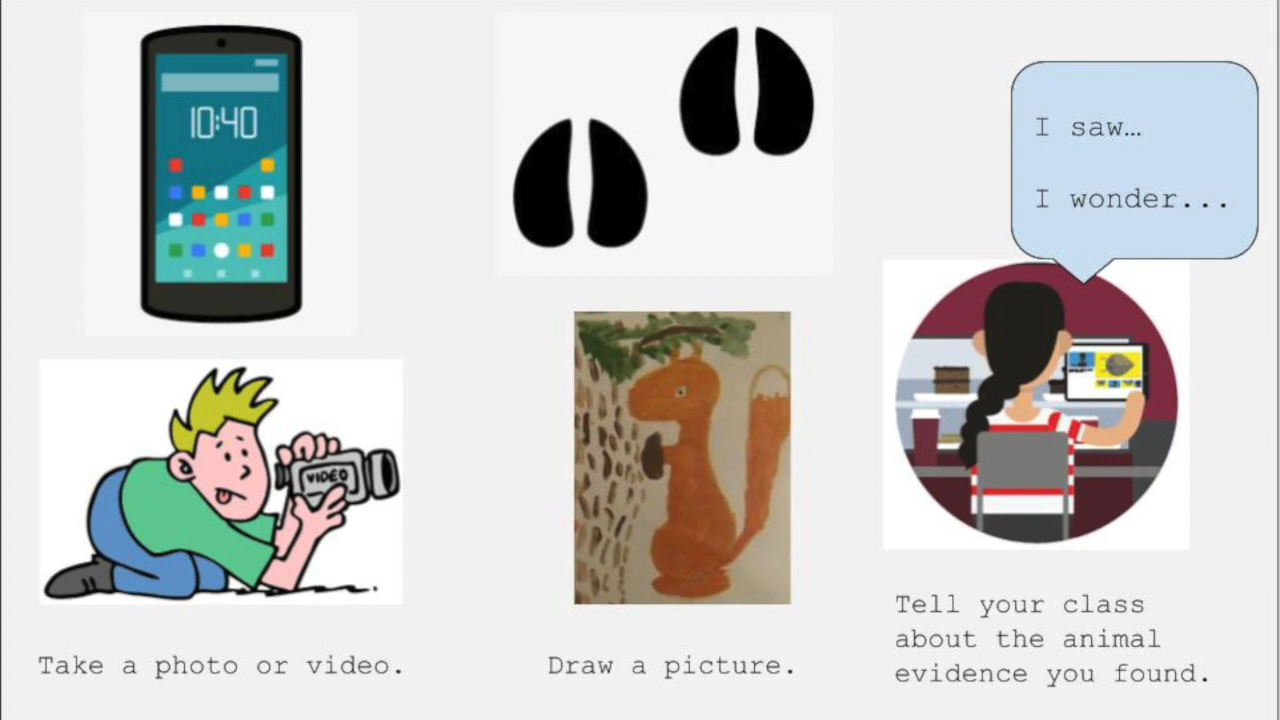 10:40
I saw…
I wonder...
VIDEO
Take a photo or video.
Draw a picture.
Tell your class
about the animal
evidence you found.